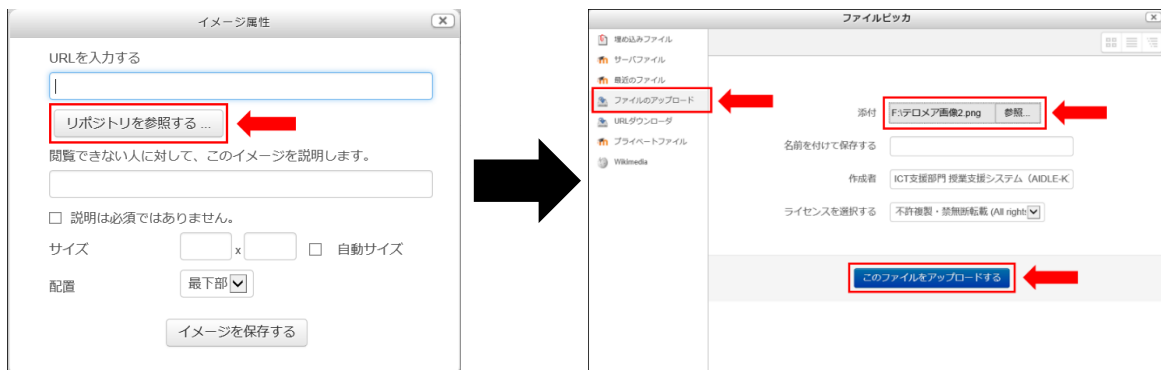 イメージ属性
URLを入力する
リポジトリを参照する ...
閲覧できない人に対して、このイメージを説明します。
説明は必須ではありません。
サイズ x 自動サイズ
配置 最下部
イメージを保存する
ファイルピッカ
埋め込みファイル
サーバファイル
最近のファイル
ファイルのアップロード
URLダウンローダ
プライベートファイル
Wikimedia
添付 F:\テロメア画像2.png 参照...
名前を付けて保存する
作成者 ICT支援部門 授業支援システム（AIDLE-K
ライセンスを選択する 不許複製・禁無断転載 (All rights
このファイルをアップロードする